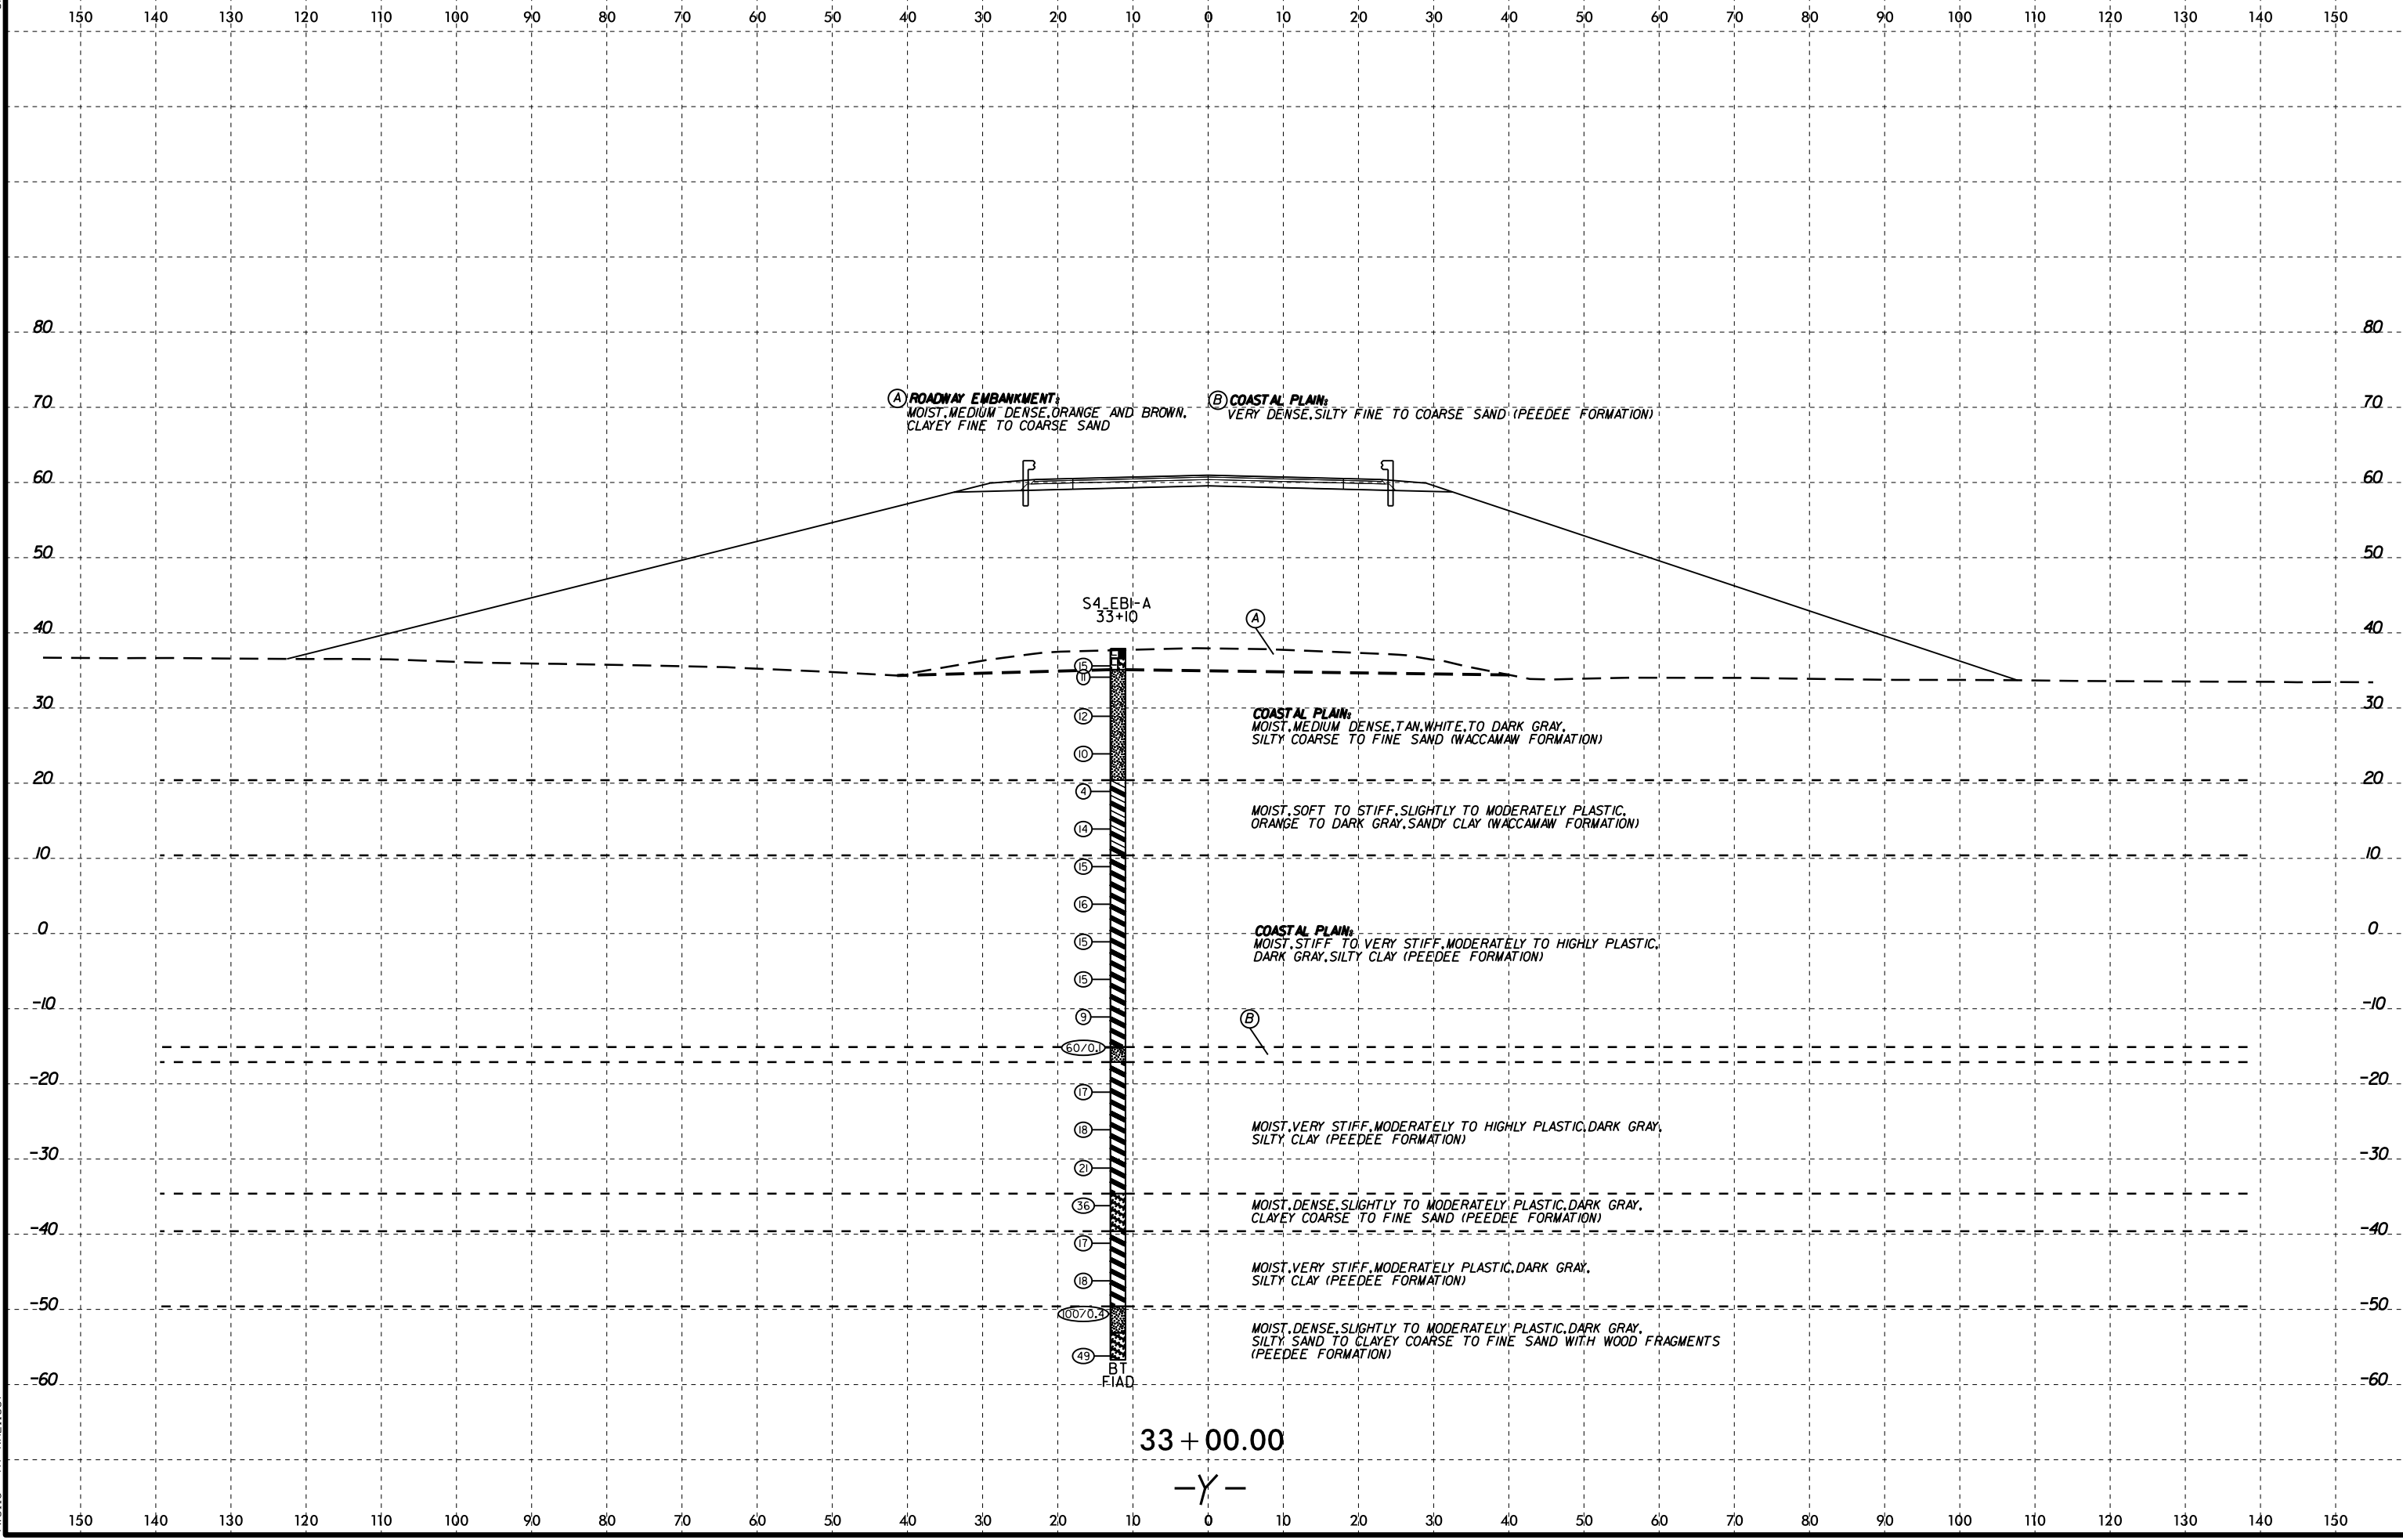 150 140 130 120 110 100 90 80 70 60 50 40 30 20 10 0 10 20 30 40 50 60 70 80 90 100 110 120 130 140 150
80 80
70 70
Ⓐ ROADWAY EMBANKMENT:
MOIST, MEDIUM DENSE, ORANGE AND BROWN,
CLAYEY FINE TO COARSE SAND
Ⓑ COASTAL PLAIN:
VERY DENSE, SILTY FINE TO COARSE SAND (PEEDEE FORMATION)
60 60
50 50
S4_EB1-A
33+10
A
40 40
15
11
30 30
12
COASTAL PLAIN:
MOIST, MEDIUM DENSE, TAN, WHITE, TO DARK GRAY,
SILTY COARSE TO FINE SAND (WACCAMAW FORMATION)
10
20 20
4
MOIST, SOFT TO STIFF, SLIGHTLY TO MODERATELY PLASTIC,
ORANGE TO DARK GRAY, SANDY CLAY (WACCAMAW FORMATION)
14
10 10
15
16
0 0
COASTAL PLAIN:
MOIST, STIFF TO VERY STIFF, MODERATELY TO HIGHLY PLASTIC,
DARK GRAY, SILTY CLAY (PEEDEE FORMATION)
15
15
-10 -10
9
B
60/0.1
-20 -20
17
18
MOIST, VERY STIFF, MODERATELY TO HIGHLY PLASTIC, DARK GRAY,
SILTY CLAY (PEEDEE FORMATION)
-30 -30
21
36
MOIST, DENSE, SLIGHTLY TO MODERATELY PLASTIC, DARK GRAY,
CLAYEY COARSE TO FINE SAND (PEEDEE FORMATION)
-40 -40
17
MOIST, VERY STIFF, MODERATELY PLASTIC, DARK GRAY,
SILTY CLAY (PEEDEE FORMATION)
18
-50 -50
100/0.4
MOIST, DENSE, SLIGHTLY TO MODERATELY PLASTIC, DARK GRAY,
SILTY SAND TO CLAYEY COARSE TO FINE SAND WITH WOOD FRAGMENTS
(PEEDEE FORMATION)
49
BT
FIAD
-60 -60
33+00.00
-Y-
150 140 130 120 110 100 90 80 70 60 50 40 30 20 10 0 10 20 30 40 50 60 70 80 90 100 110 120 130 140 150